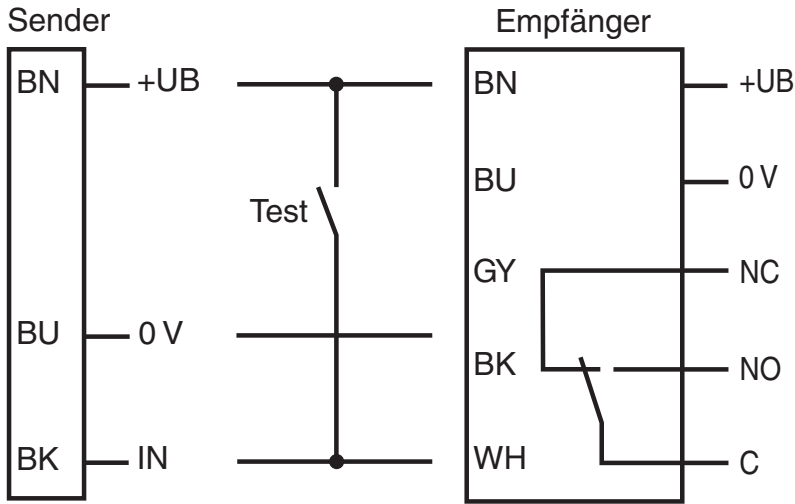 Sender
Empfänger
BN +UB
BN +UB
BU 0 V
Test
GY NC
BU 0 V
BK NO
BK IN
WH C